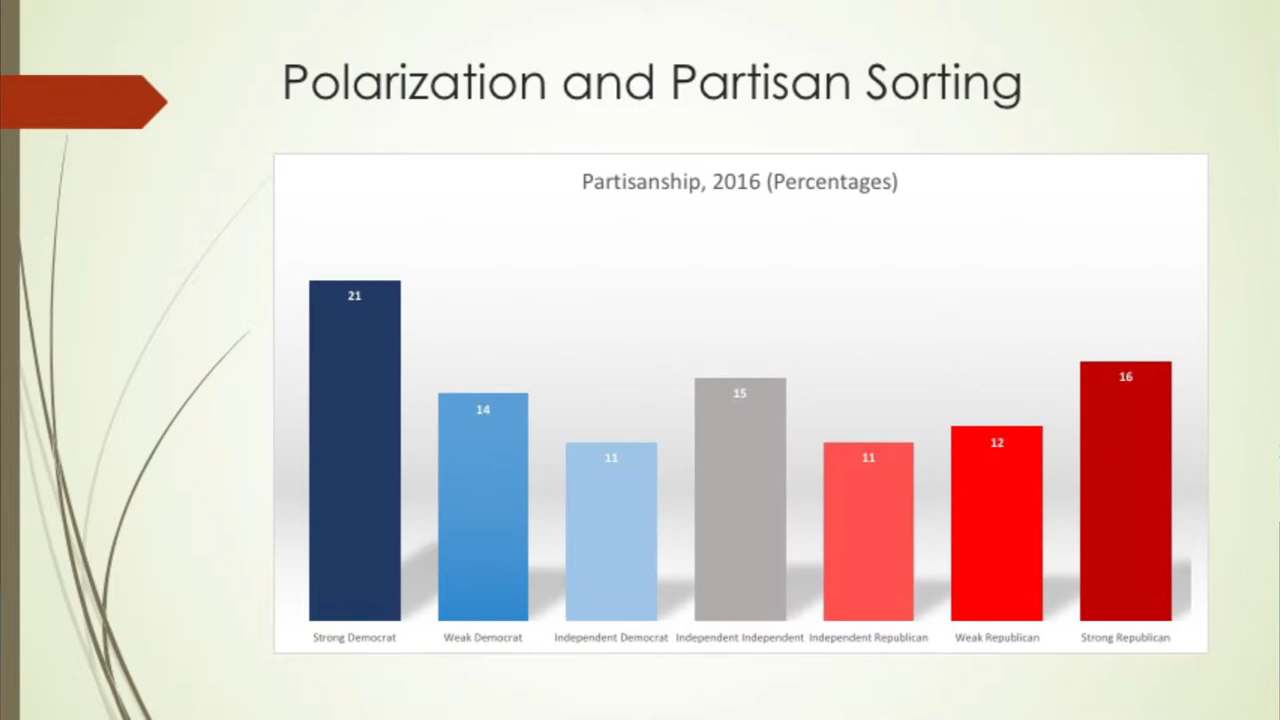 Polarization and Partisan Sorting
Partisanship, 2016 (Percentages)
21
14
11
15
11
12
16
Strong Democrat
Weak Democrat
Independent Democrat
Independent Independent
Independent Republican
Weak Republican
Strong Republican